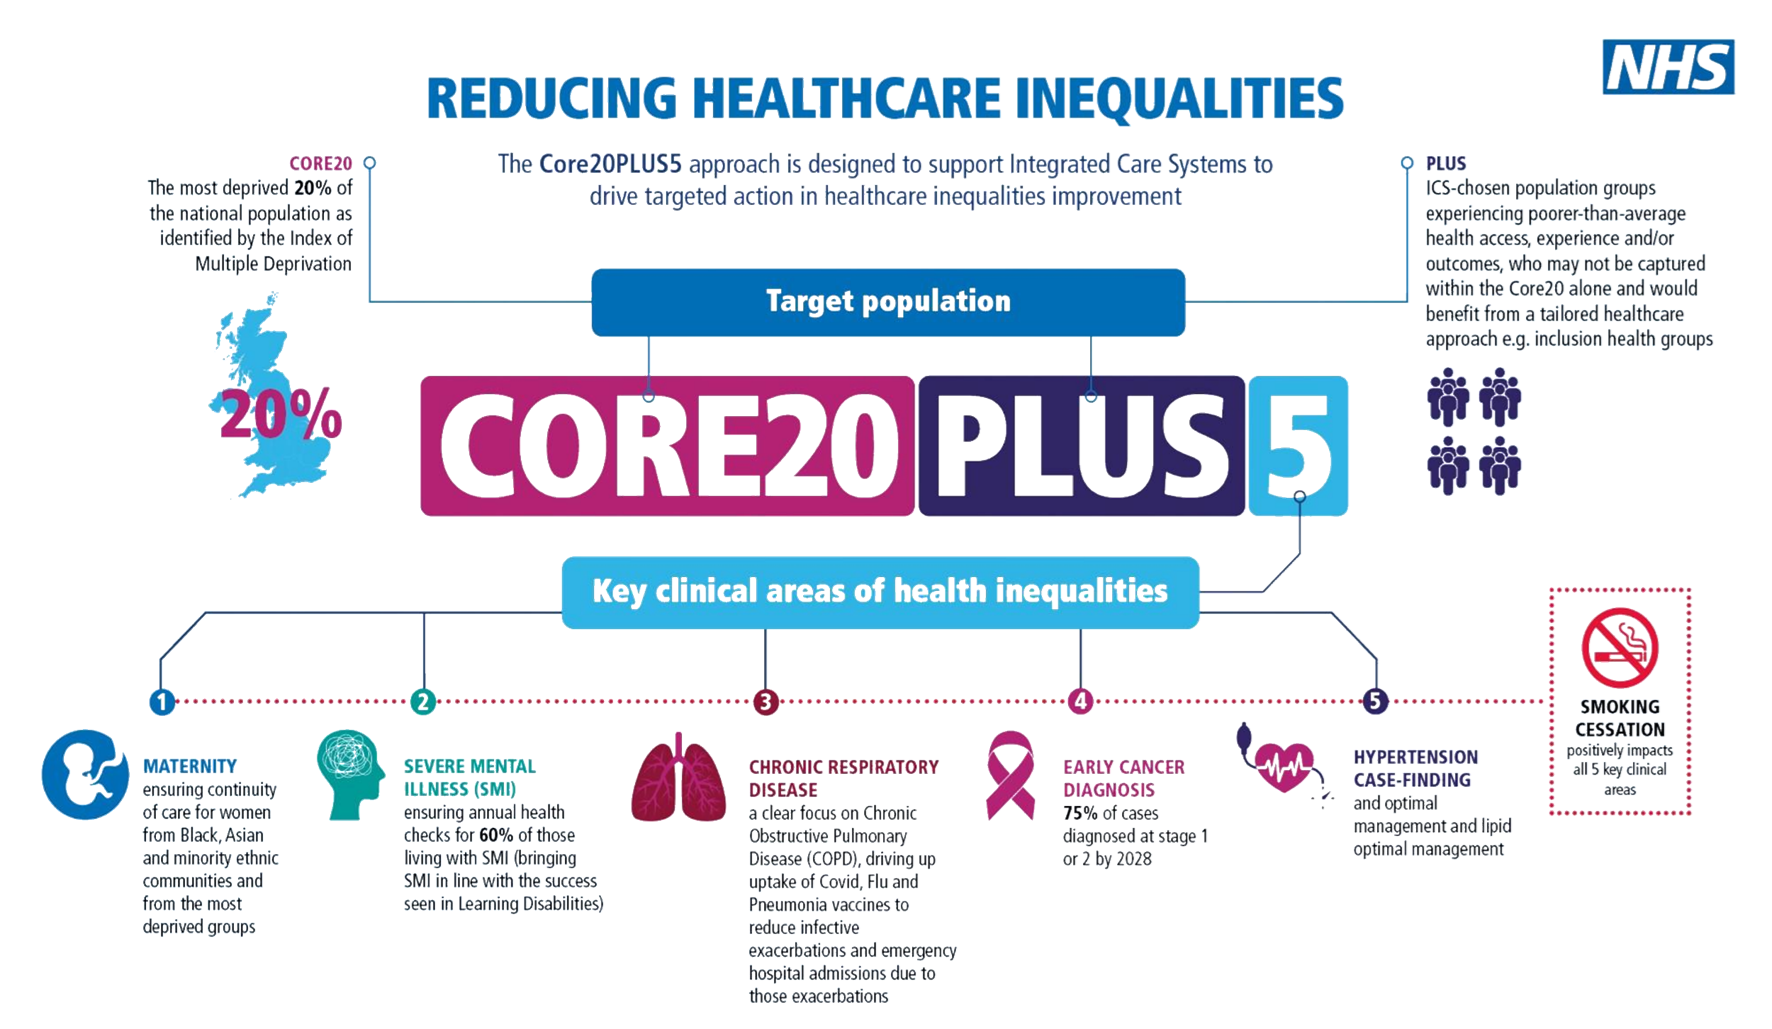 NHS
REDUCING HEALTHCARE INEQUALITIES
The Core20PLUS5 approach is designed to support Integrated Care Systems to
drive targeted action in healthcare inequalities improvement
CORE20
The most deprived 20% of
the national population as
identified by the Index of
Multiple Deprivation
20%
PLUS
ICS-chosen population groups
experiencing poorer-than-average
health access, experience and/or
outcomes, who may not be captured
within the Core20 alone and would
benefit from a tailored healthcare
approach e.g. inclusion health groups
Target population
CORE20 PLUS 5
Key clinical areas of health inequalities
1
MATERNITY
ensuring continuity
of care for women
from Black, Asian
and minority ethnic
communities and
from the most
deprived groups
2
SEVERE MENTAL
ILLNESS (SMI)
ensuring annual health
checks for 60% of those
living with SMI (bringing
SMI in line with the success
seen in Learning Disabilities)
3
CHRONIC RESPIRATORY
DISEASE
a clear focus on Chronic
Obstructive Pulmonary
Disease (COPD), driving up
uptake of Covid, Flu and
Pneumonia vaccines to
reduce infective
exacerbations and emergency
hospital admissions due to
those exacerbations
4
EARLY CANCER
DIAGNOSIS
75% of cases
diagnosed at stage 1
or 2 by 2028
5
HYPERTENSION
CASE-FINDING
and optimal
management and lipid
optimal management
SMOKING
CESSATION
positively impacts
all 5 key clinical
areas